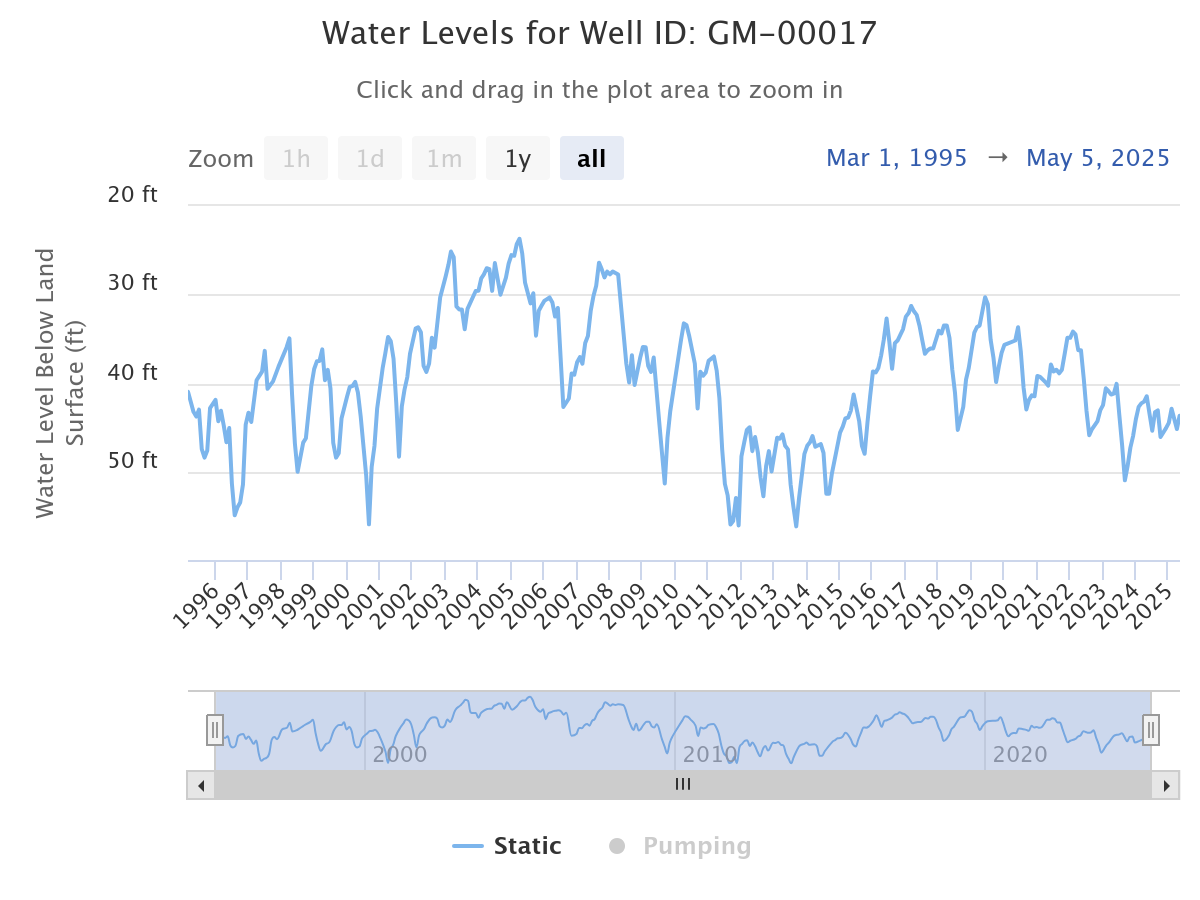 Water Levels for Well ID: GM-00017
Click and drag in the plot area to zoom in
Zoom 1h 1d 1m 1y all Mar 1, 1995 → May 5, 2025
Water Level Below Land
Surface (ft)
20 ft
30 ft
40 ft
50 ft
1996 1997 1998 1999 2000 2001 2002 2003 2004 2005 2006 2007 2008 2009 2010 2011 2012 2013 2014 2015 2016 2017 2018 2019 2020 2021 2022 2023 2024 2025
2000 2010 2020
Static Pumping